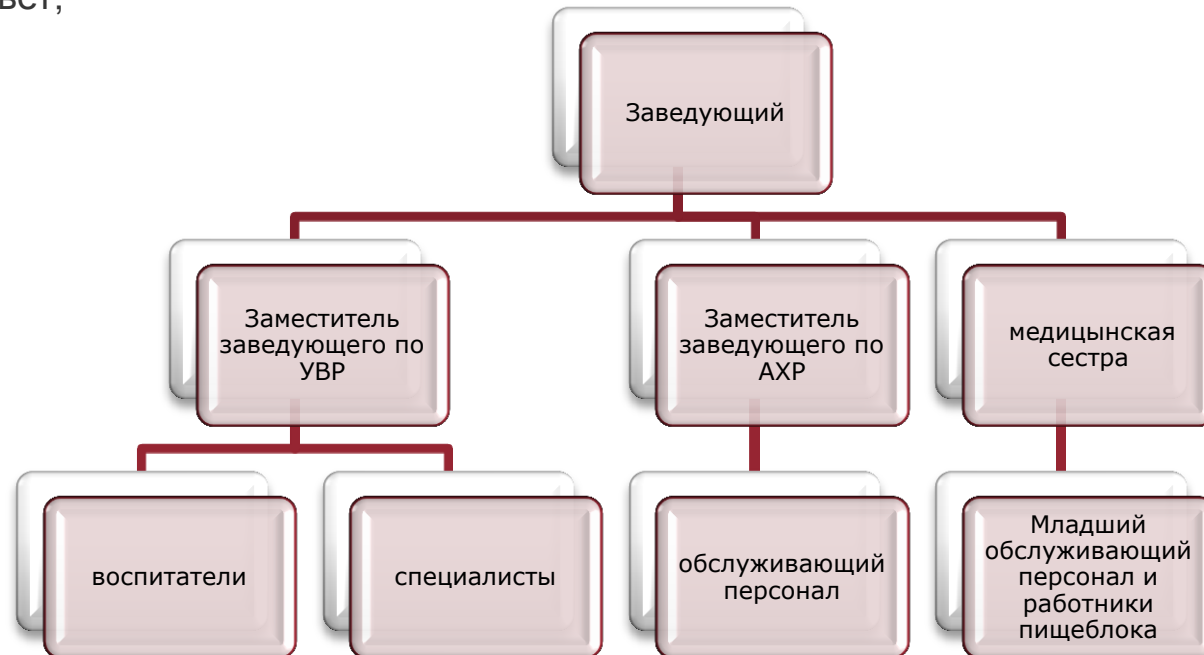 Заведующий
Заместитель
заведующего по
УВР
Заместитель
заведующего по
АХР
медицынская
сестра
воспитатели
специалисты
обслуживающий
персонал
Младший
обслуживающий
персонал и
работники
пищеблока